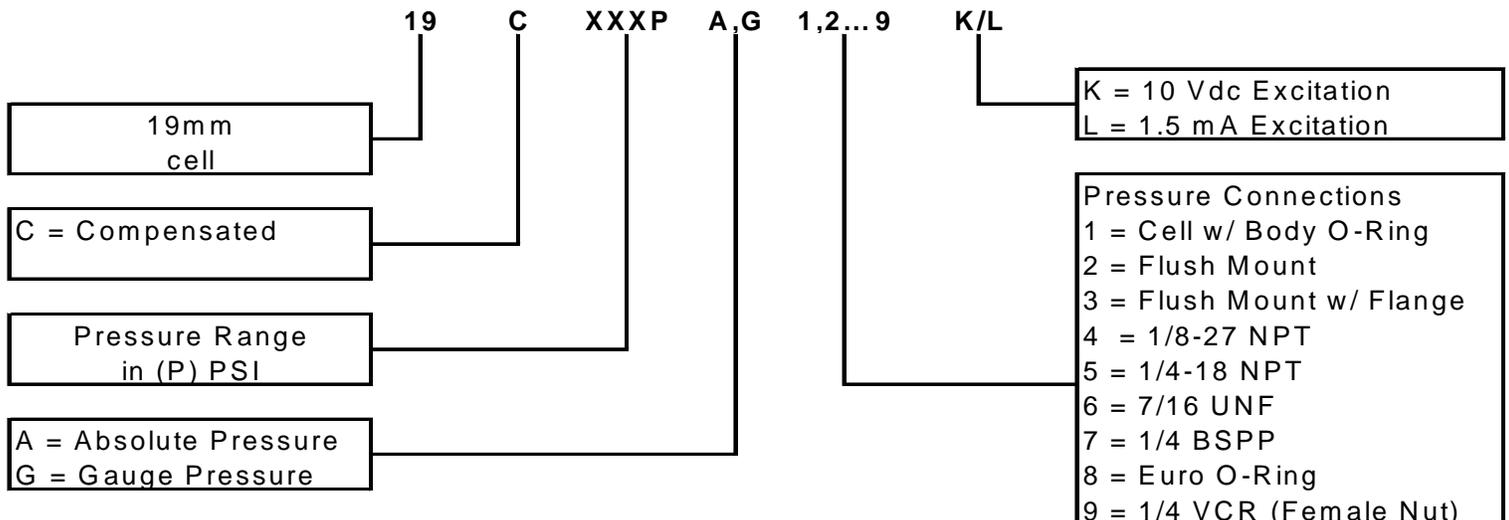 19 C XXXP A,G 1,2...9 K/L
19mm
cell
C = Compensated
Pressure Range
in (P) PSI
A = Absolute Pressure
G = Gauge Pressure
K = 10 Vdc Excitation
L = 1.5 mA Excitation
Pressure Connections
1 = Cell w/ Body O-Ring
2 = Flush Mount
3 = Flush Mount w/ Flange
4 = 1/8-27 NPT
5 = 1/4-18 NPT
6 = 7/16 UNF
7 = 1/4 BSPP
8 = Euro O-Ring
9 = 1/4 VCR (Female Nut)